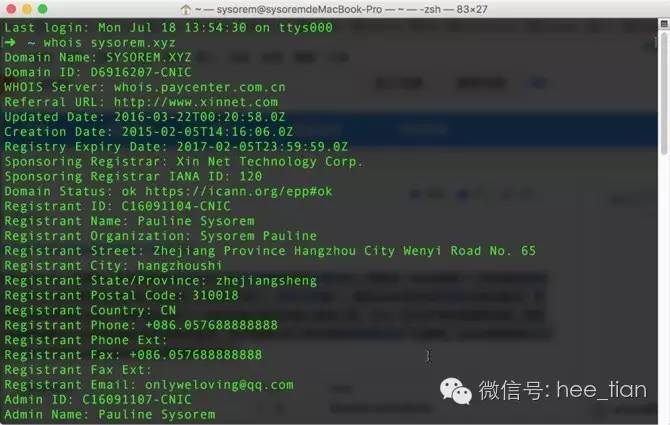 ~ — sysorem@sysoremdeMacBook-Pro — ~ — -zsh — 83×27
Last login: Mon Jul 18 13:54:30 on ttys000
➜ ~ whois sysorem.xyz
Domain Name: SYSOREM.XYZ
Domain ID: D6916207-CNIC
WHOIS Server: whois.paycenter.com.cn
Referral URL: http://www.xinnet.com
Updated Date: 2016-03-22T00:20:58.0Z
Creation Date: 2015-02-05T14:16:06.0Z
Registry Expiry Date: 2017-02-05T23:59:59.0Z
Sponsoring Registrar: Xin Net Technology Corp.
Sponsoring Registrar IANA ID: 120
Domain Status: ok https://icann.org/epp#ok
Registrant ID: C16091104-CNIC
Registrant Name: Pauline Sysorem
Registrant Organization: Sysorem Pauline
Registrant Street: Zhejiang Province Hangzhou City Wenyi Road No. 65
Registrant City: hangzhoushi
Registrant State/Province: zhejiangsheng
Registrant Postal Code: 310018
Registrant Country: CN
Registrant Phone: +086.057688888888
Registrant Phone Ext:
Registrant Fax: +086.057688888888
Registrant Fax Ext:
Registrant Email: onlyweloving@qq.com
Admin ID: C16091107-CNIC
Admin Name: Pauline Sysorem
微信号: hee_tian